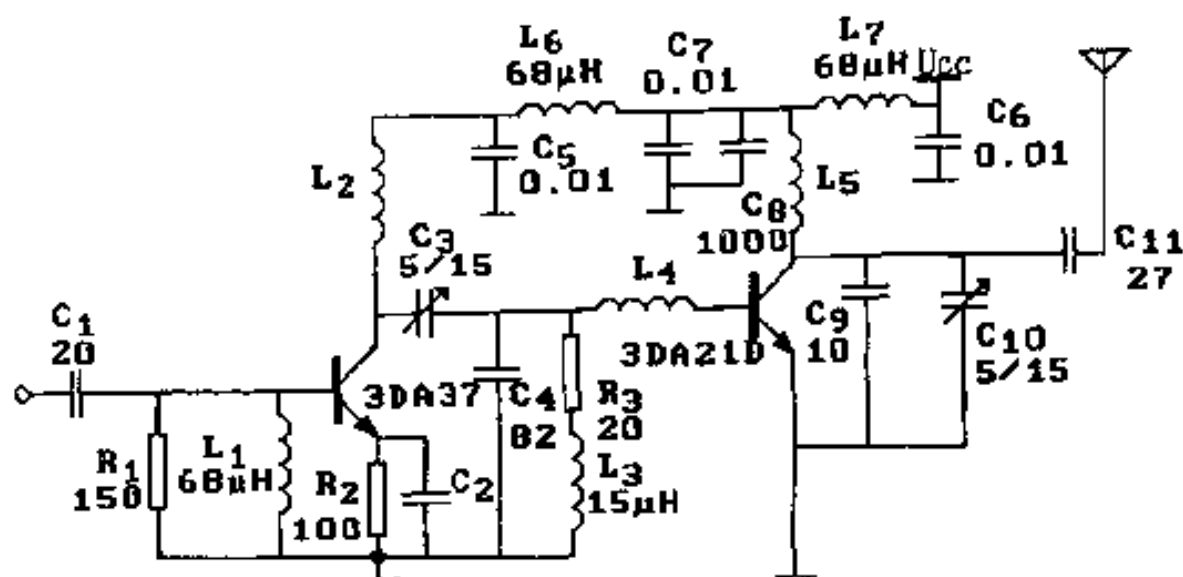 L6
68μH
C7
0.01
L7
68μH
Ucc
C6
0.01
C5
0.01
L2
L5
C8
1000
C3
5/15
L4
C11
27
C1
20
3DA21D
C9
10
C10
5/15
3DA37
C4
82
R3
20
R1
150
L1
68μH
R2
100
C2
L3
15μH